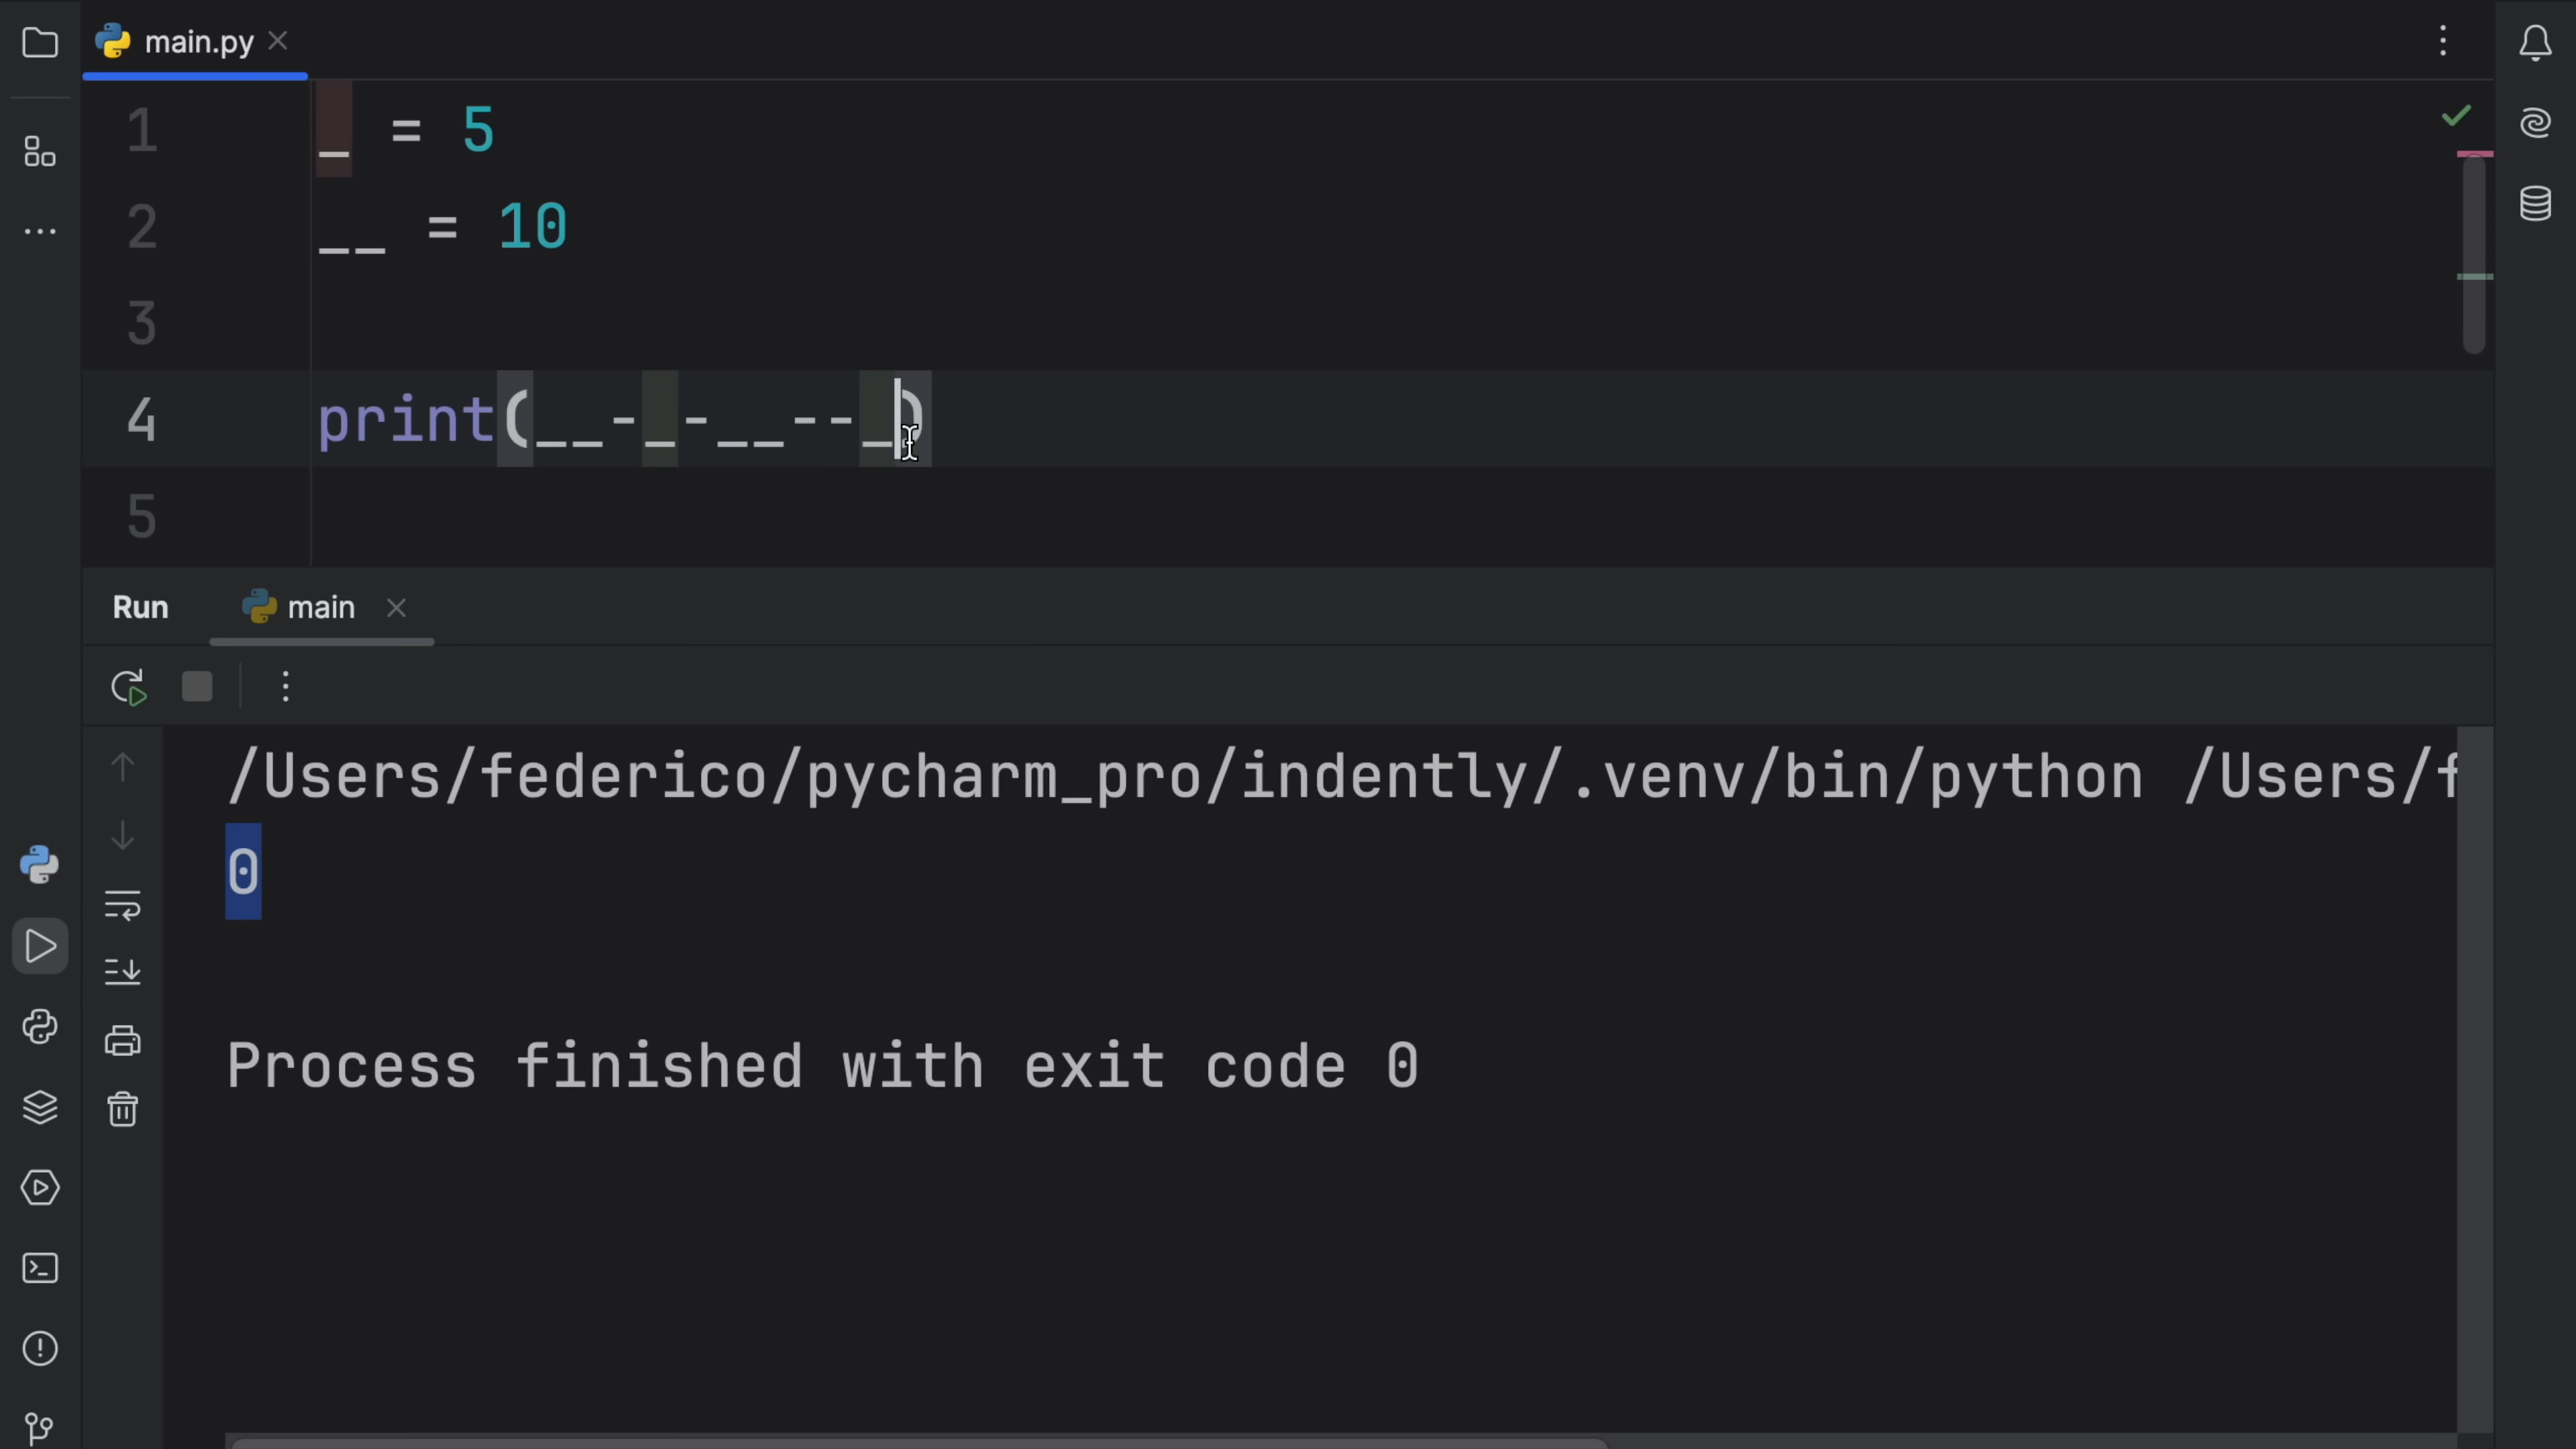 main.py
1 _ = 5
2 __ = 10
3
4 print(__-_-__--_)
5
Run main
/Users/federico/pycharm_pro/indently/.venv/bin/python /Users/f
0
Process finished with exit code 0